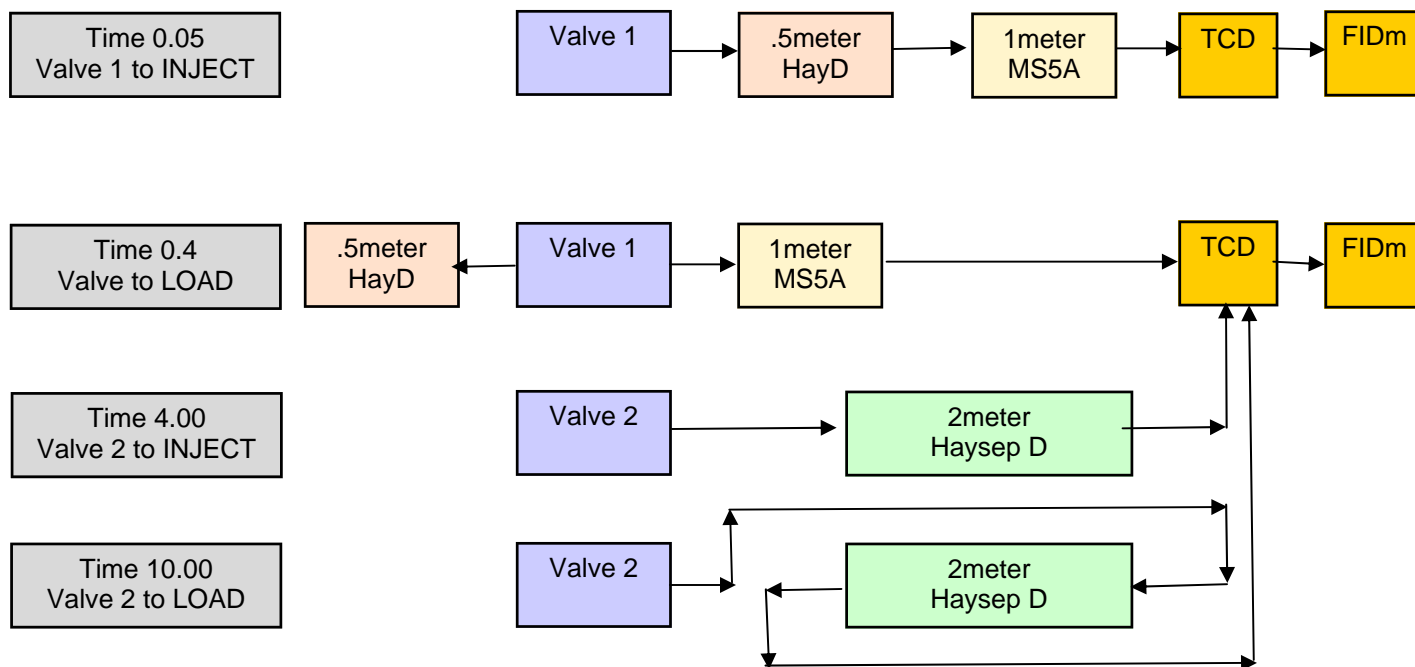 Time 0.05
Valve 1 to INJECT
Valve 1
.5meter
HayD
1meter
MS5A
TCD
FIDm
Time 0.4
Valve to LOAD
.5meter
HayD
Valve 1
1meter
MS5A
TCD
FIDm
Time 4.00
Valve 2 to INJECT
Valve 2
2meter
Haysep D
Time 10.00
Valve 2 to LOAD
Valve 2
2meter
Haysep D